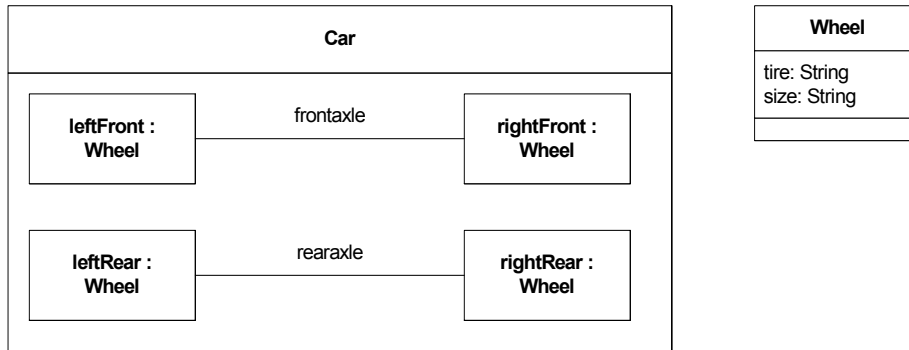 Car
leftFront :
Wheel
frontaxle
rightFront :
Wheel
leftRear :
Wheel
rearaxle
rightRear :
Wheel
Wheel
tire: String
size: String